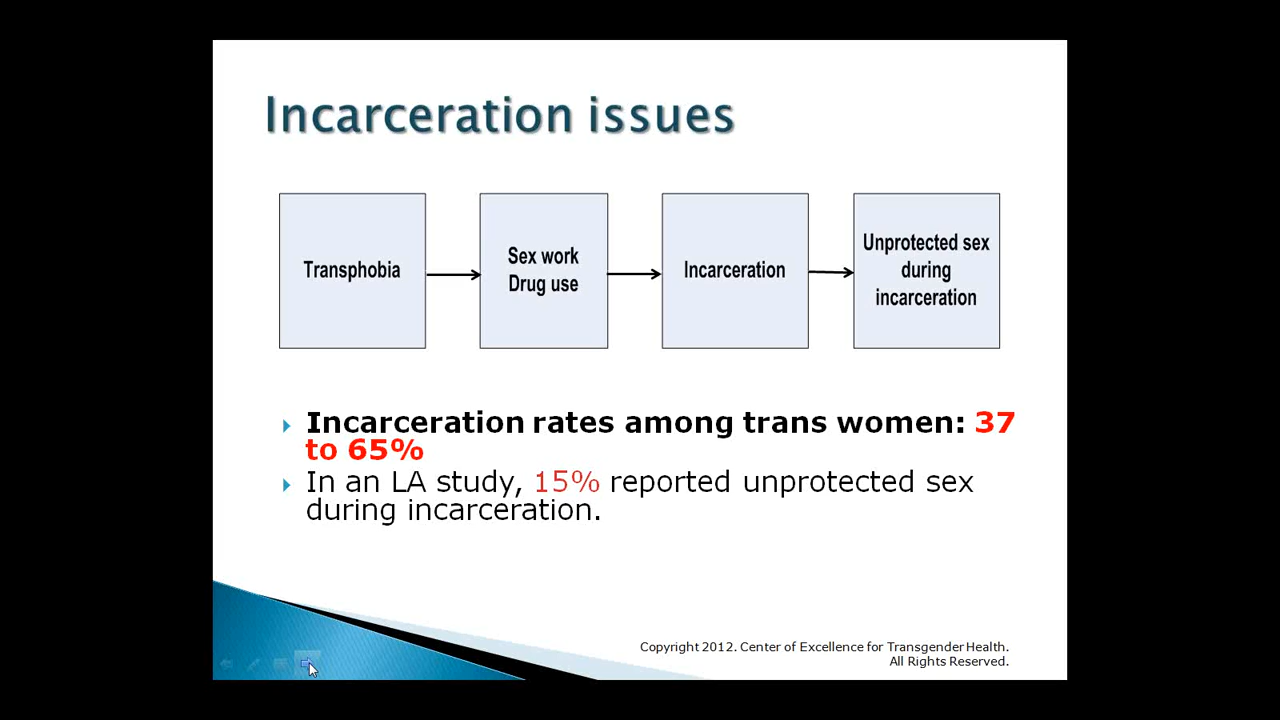 Incarceration issues
Transphobia
Sex work
Drug use
Incarceration
Unprotected sex
during
incarceration
Incarceration rates among trans women: 37
to 65%
In an LA study, 15% reported unprotected sex
during incarceration.
Copyright 2012. Center of Excellence for Transgender Health.
All Rights Reserved.